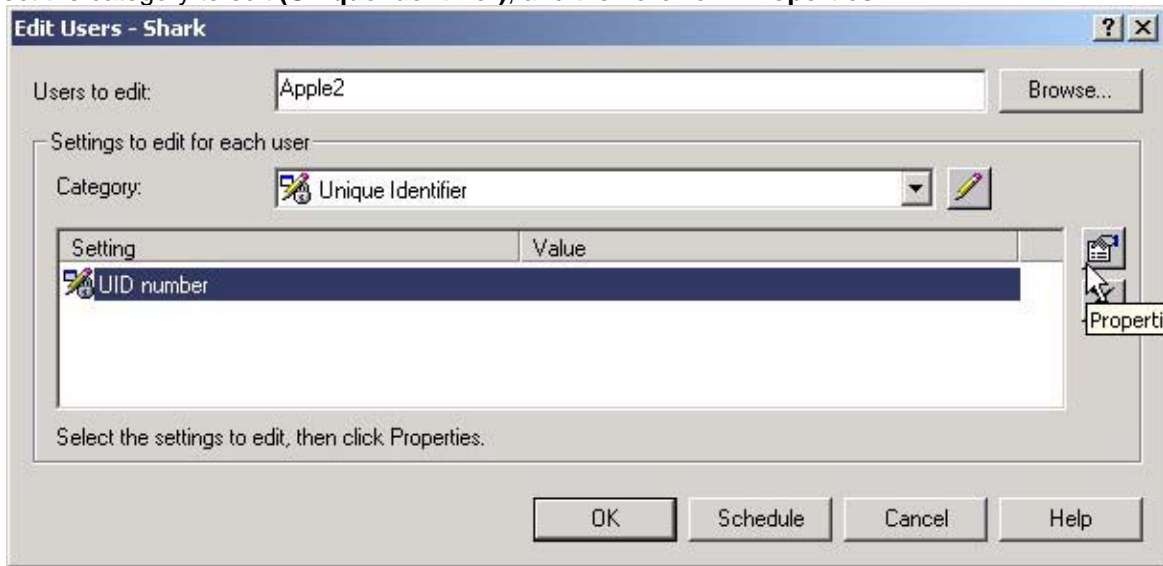 Edit Users - Shark
Users to edit:
Apple2
Browse...
Settings to edit for each user
Category:
Unique Identifier
Setting
Value
UID number
Properti
Select the settings to edit, then click Properties.
OK
Schedule
Cancel
Help